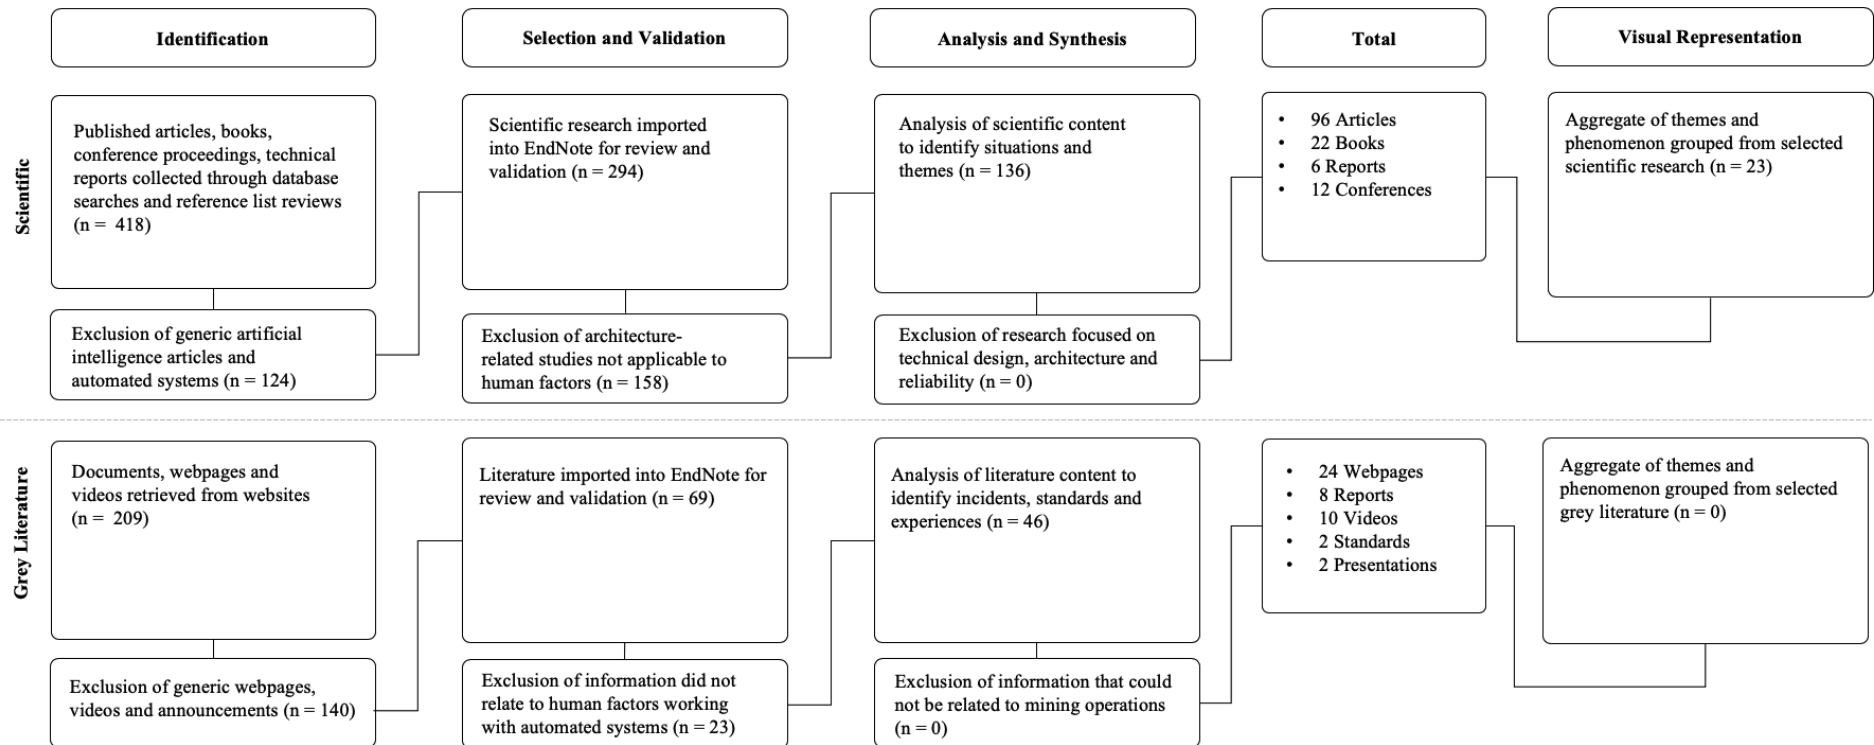 Identification
Selection and Validation
Analysis and Synthesis
Total
Visual Representation
Scientific
Published articles, books,
conference proceedings, technical
reports collected through database
searches and reference list reviews
(n =  418)
Exclusion of generic artificial
intelligence articles and
automated systems (n = 124)
Scientific research imported
into EndNote for review and
validation (n = 294)
Exclusion of architecture-
related studies not applicable to
human factors (n = 158)
Analysis of scientific content
to identify situations and
themes (n = 136)
Exclusion of research focused on
technical design, architecture and
reliability (n = 0)
• 96 Articles
• 22 Books
• 6 Reports
• 12 Conferences
Aggregate of themes and
phenomenon grouped from selected
scientific research (n = 23)
Grey Literature
Documents, webpages and
videos retrieved from websites
(n =  209)
Exclusion of generic webpages,
videos and announcements (n = 140)
Literature imported into EndNote for
review and validation (n = 69)
Exclusion of information did not
relate to human factors working
with automated systems (n = 23)
Analysis of literature content to
identify incidents, standards and
experiences (n = 46)
Exclusion of information that could
not be related to mining operations
(n = 0)
• 24 Webpages
• 8 Reports
• 10 Videos
• 2 Standards
• 2 Presentations
Aggregate of themes and
phenomenon grouped from selected
grey literature (n = 0)